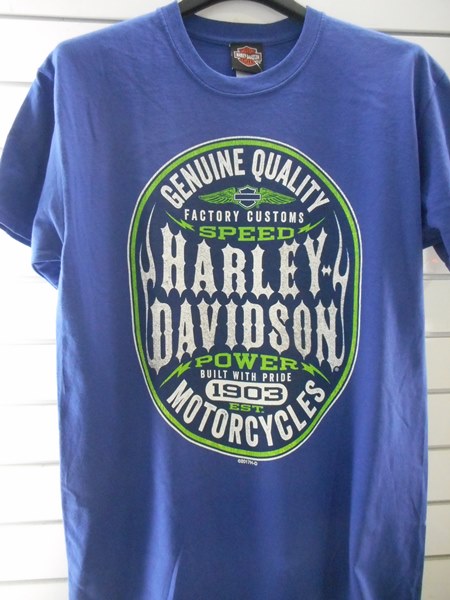 GENUINE QUALITY
FACTORY CUSTOMS
SPEED
HARLEY-
DAVIDSON
POWER
BUILT WITH PRIDE
1903
EST.
MOTORCYCLES